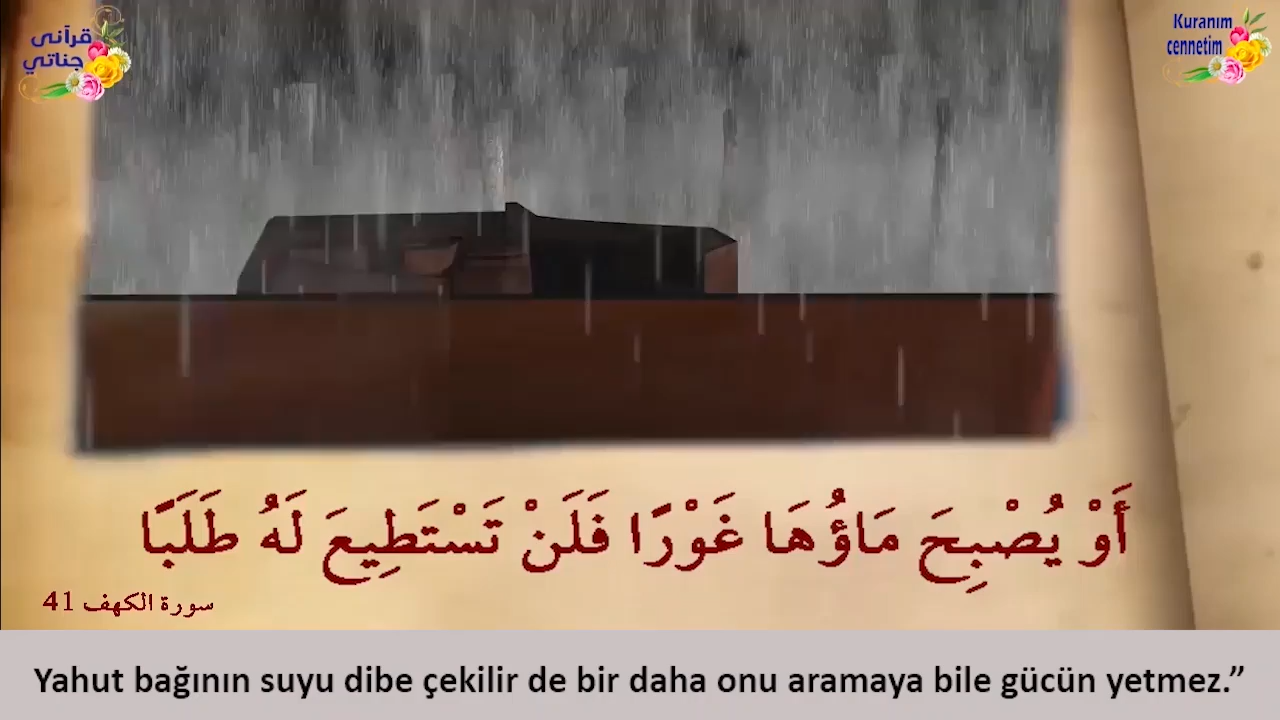 قرآنى
جناتي
Kuranım
cennetim
أَوْ يُصْبِحَ مَاؤُهَا غَوْرًا فَلَنْ تَسْتَطِيعَ لَهُ طَلَبًا
سورة الكهف 41
Yahut bağının suyu dibe çekilir de bir daha onu aramaya bile gücün yetmez.”